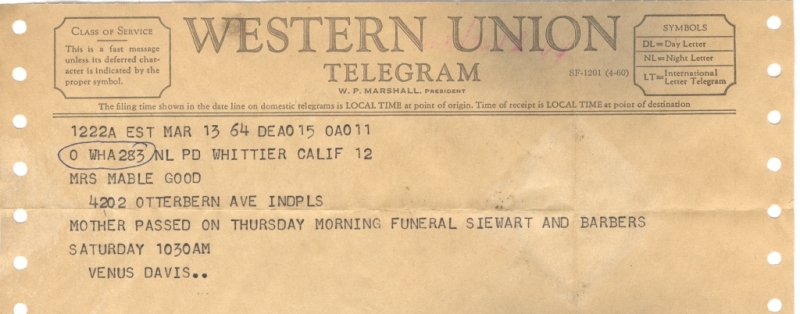 CLASS OF SERVICE
This is a fast message
unless its deferred char-
acter is indicated by the
proper symbol.
WESTERN UNION
TELEGRAM
W. P. MARSHALL, PRESIDENT
SF-1201 (4-60)
SYMBOLS
DL=Day Letter
NL=Night Letter
LT=International Letter Telegram
The filing time shown in the date line on domestic telegrams is LOCAL TIME at point of origin. Time of receipt is LOCAL TIME at point of destination
1222A EST MAR 13 64 DEA015 OA011
O WHA283 NL PD WHITTIER CALIF 12
MRS MABLE GOOD
4202 OTTERBERN AVE INDPLS
MOTHER PASSED ON THURSDAY MORNING FUNERAL SIEWART AND BARBERS
SATURDAY 1030AM
VENUS DAVIS..